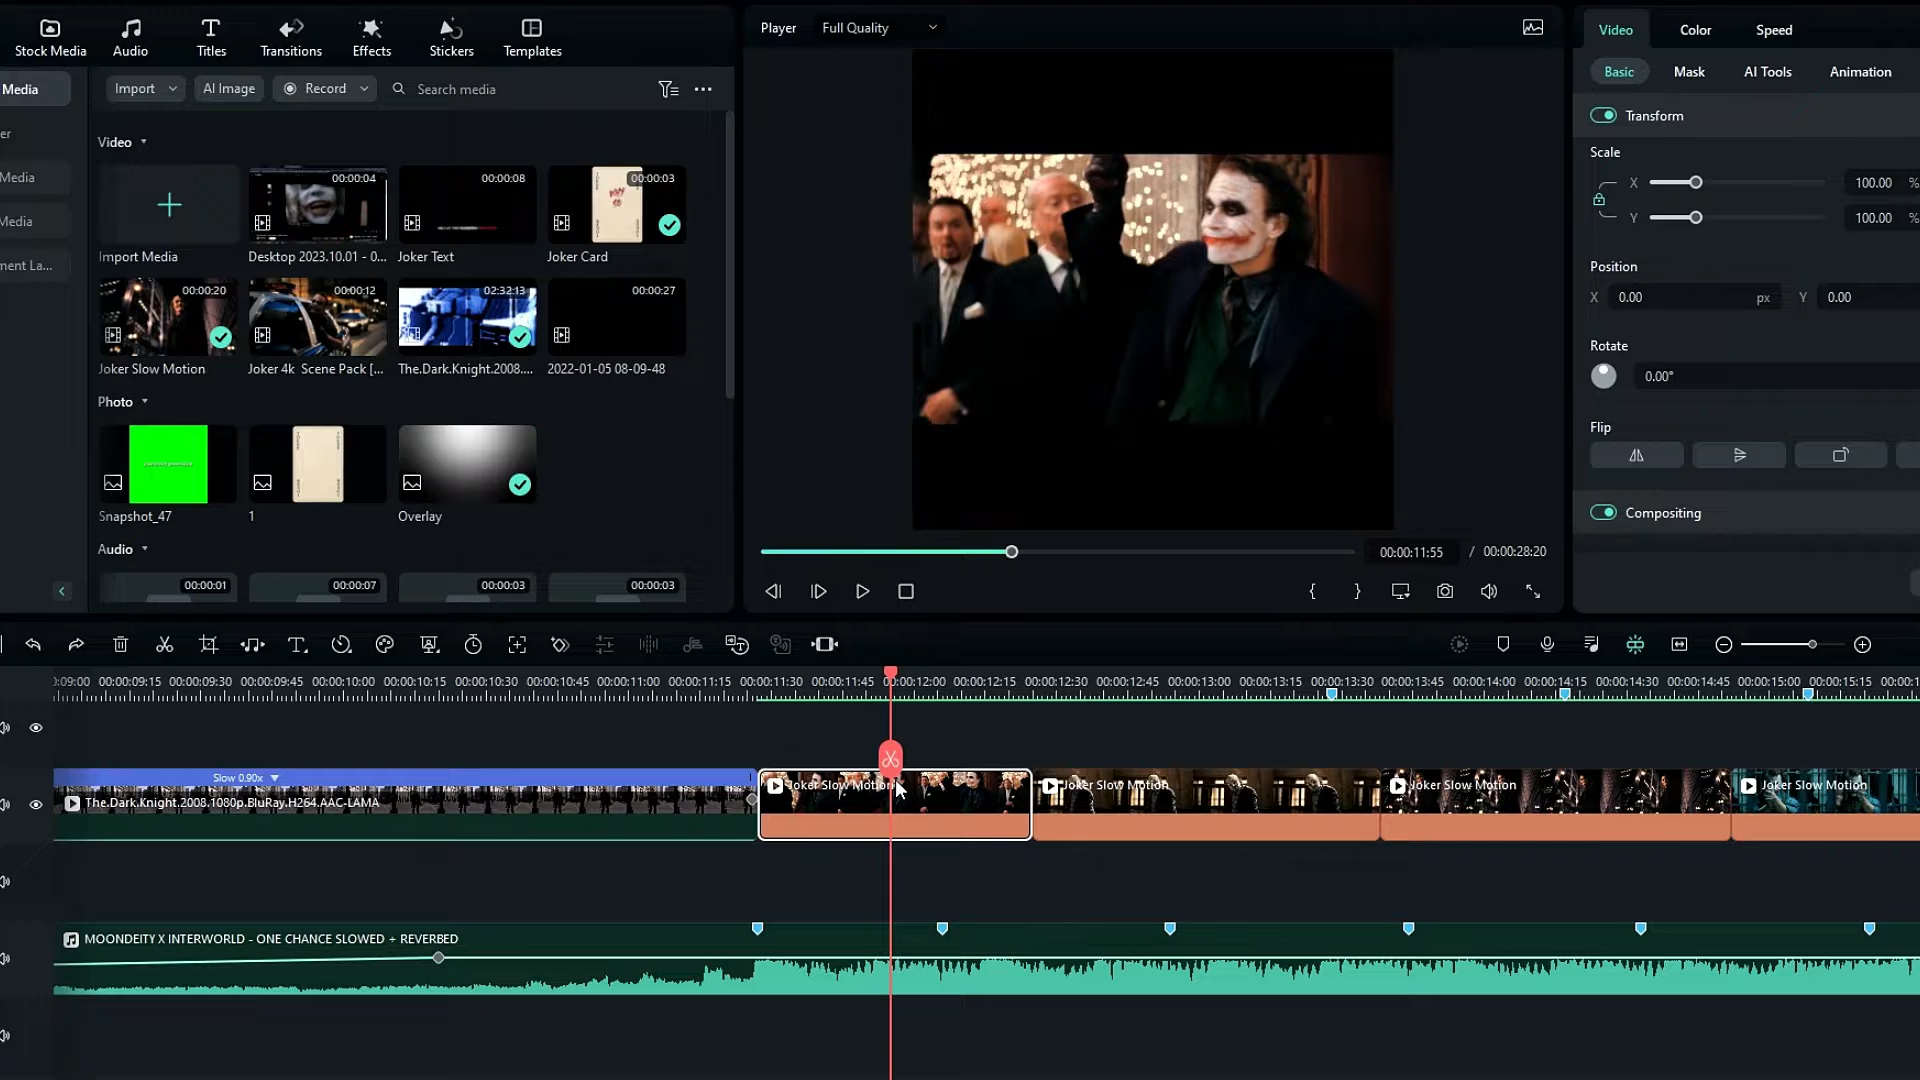 Stock Media
Audio
Titles
Transitions
Effects
Stickers
Templates
Player
Full Quality
Video
Color
Speed
Media
Import
AI Image
Record
Search media
Basic
Mask
AI Tools
Animation
er
Media
Media
ment La...
Video
00:00:04
00:00:08
00:00:03
Import Media
Desktop 2023.10.01 - 0...
Joker Text
Joker Card
00:00:20
00:00:12
02:32:13
00:00:27
Joker Slow Motion
Joker 4k Scene Pack [...
The.Dark.Knight.2008....
2022-01-05 08-09-48
Photo
Snapshot_47
1
Overlay
Audio
00:00:01
00:00:07
00:00:03
00:00:03
Transform
Scale
X
100.00
%
Y
100.00
%
Position
X
0.00
px
Y
0.00
Rotate
0.00°
Flip
Compositing
00:00:11:55
/
00:00:28:20
):09:00
00:00:09:15
00:00:09:30
00:00:09:45
00:00:10:00
00:00:10:15
00:00:10:30
00:00:10:45
00:00:11:00
00:00:11:15
00:00:11:30
00:00:11:45
00:00:12:00
00:00:12:15
00:00:12:30
00:00:12:45
00:00:13:00
00:00:13:15
00:00:13:30
00:00:13:45
00:00:14:00
00:00:14:15
00:00:14:30
00:00:14:45
00:00:15:00
00:00:15:15
00:00:1
Slow 0.90x
The.Dark.Knight.2008.1080p.BluRay.H264.AAC-LAMA
Joker Slow Motion
Joker Slow Motion
Joker Slow Motion
Joker Slow Motion
MOONDEITY X INTERWORLD - ONE CHANCE SLOWED + REVERBED